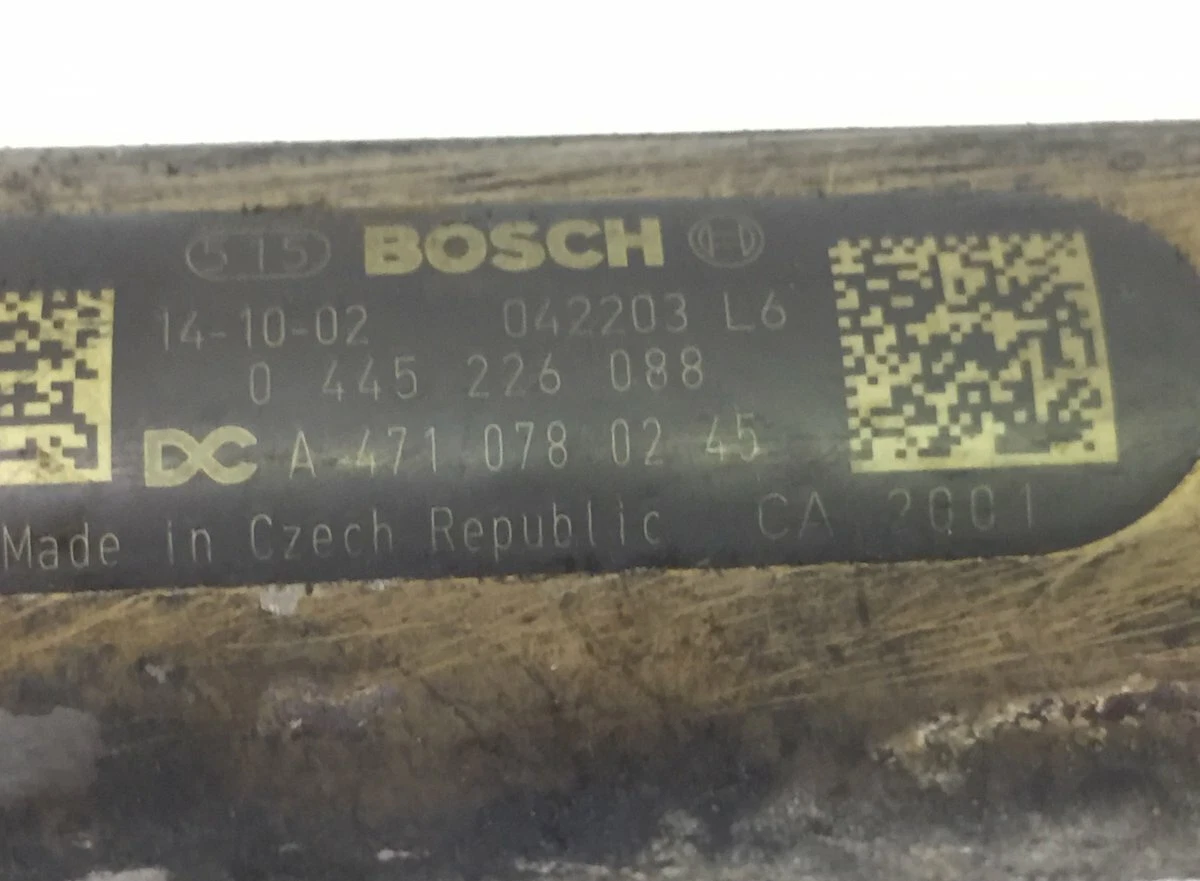 515 BOSCH
14-10-02 042203 L6
0 445 226 088
DC A 471 078 02 45
Made in Czech Republic CA 2001